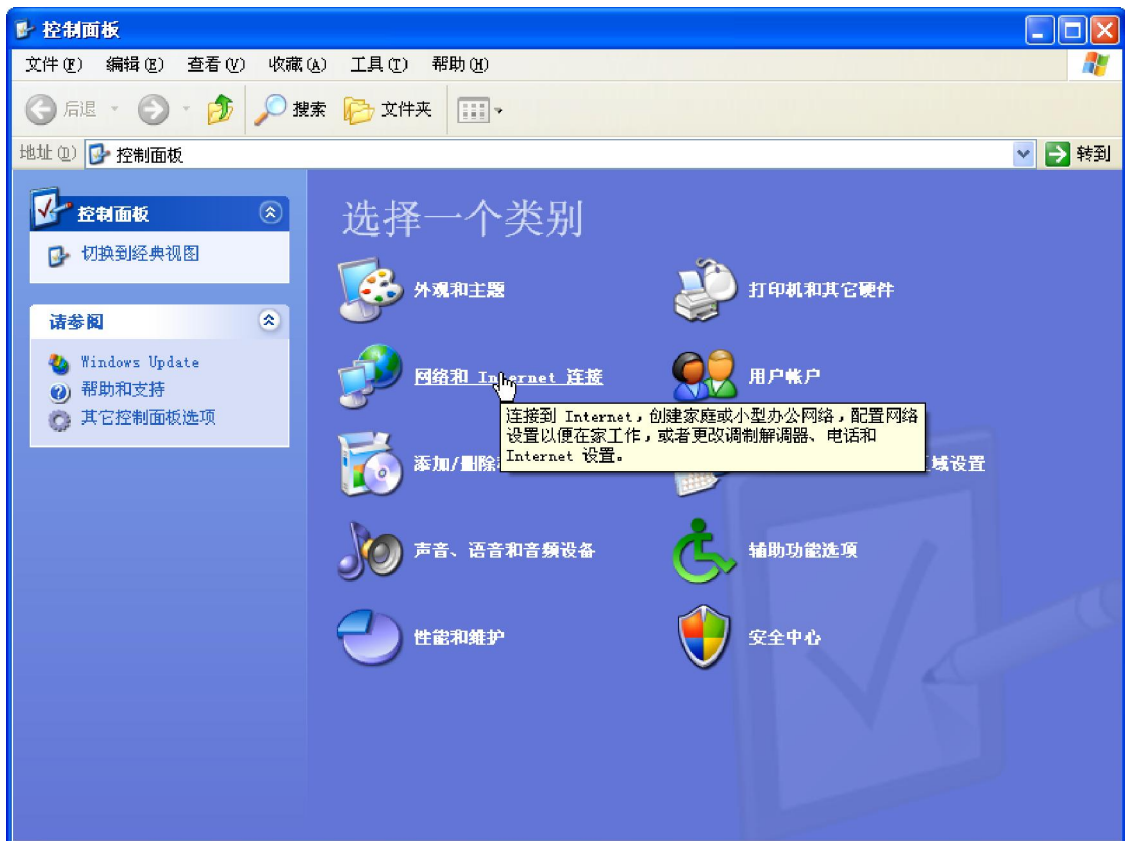 控制面板
文件(F) 编辑(E) 查看(V) 收藏(A) 工具(T) 帮助(H)
后退 搜索 文件夹
地址(D) 控制面板 转到
控制面板
切换到经典视图
请参阅
Windows Update
帮助和支持
其它控制面板选项
选择一个类别
外观和主题 打印机和其它硬件
网络和 Internet 连接 用户帐户
连接到 Internet，创建家庭或小型办公网络，配置网络
设置以便在家工作，或者更改调制解调器、电话和
Internet 设置。
添加/删除 域设置
声音、语音和音频设备 辅助功能选项
性能和维护 安全中心